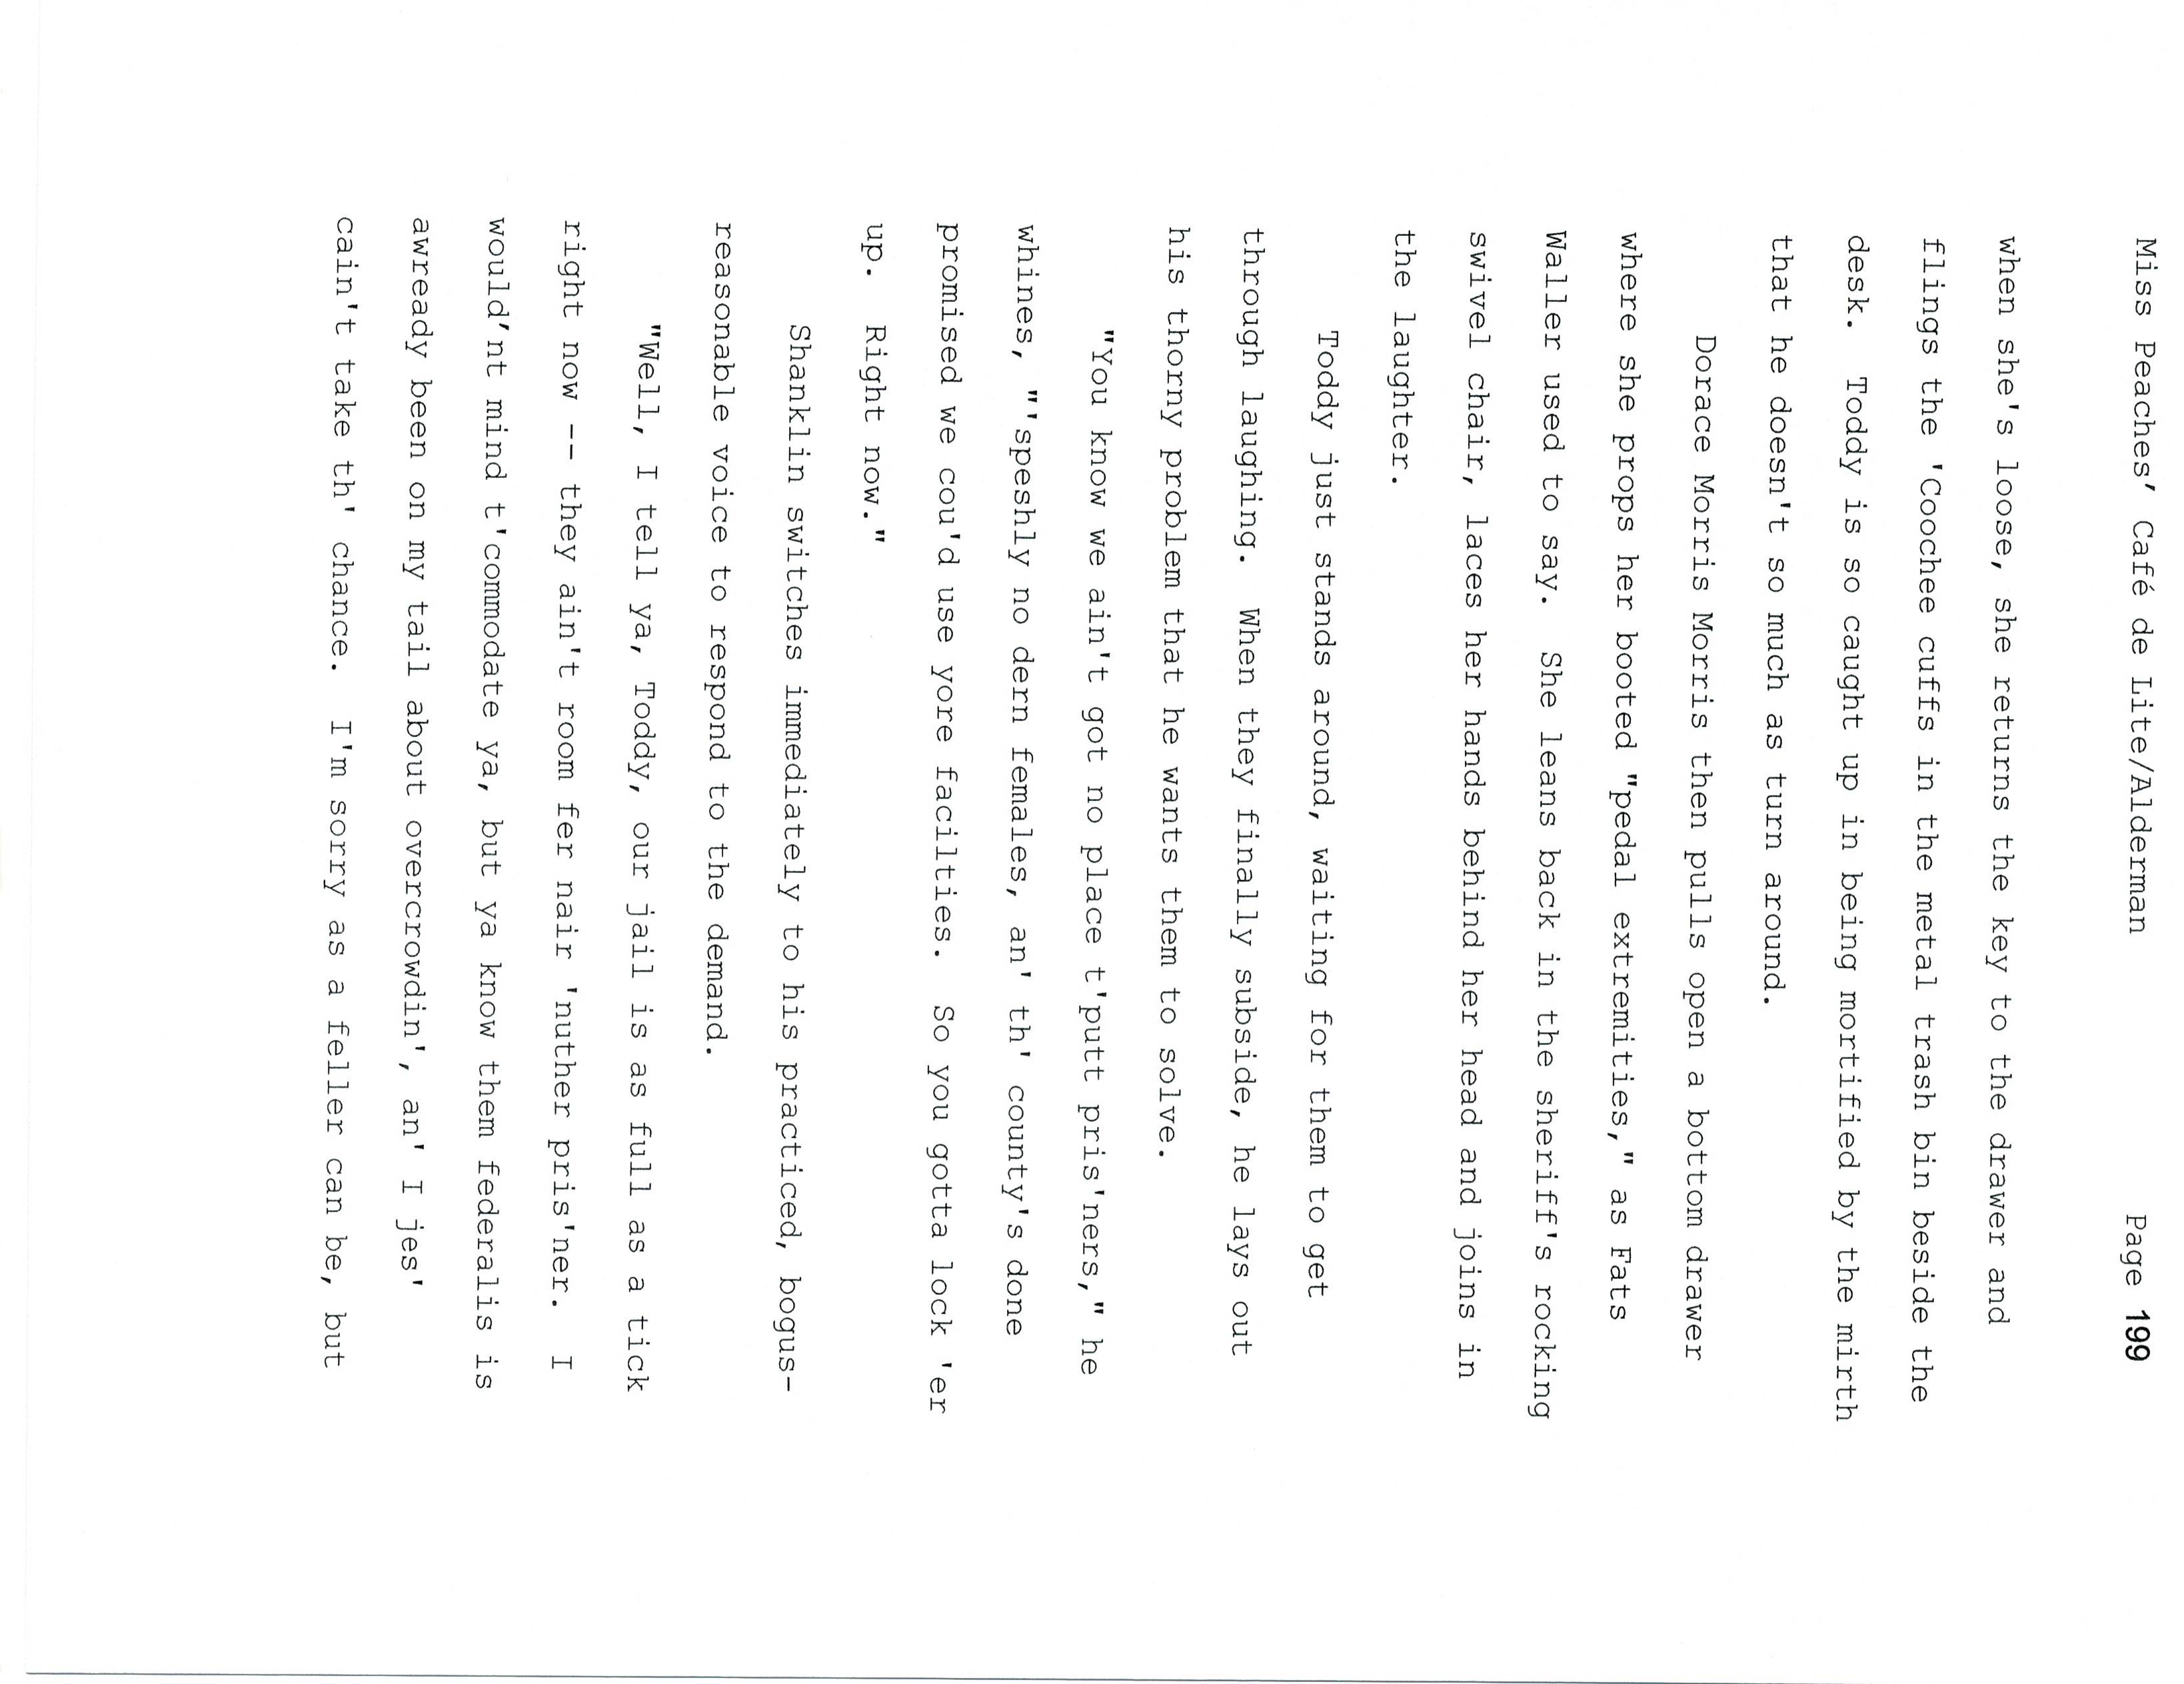 Miss Peaches’ Café de Lite/Alderman Page 199
when she's loose, she returns the key to the drawer and
flings the 'Coochee cuffs in the metal trash bin beside the
desk.  Toddy is so caught up in being mortified by the mirth
that he doesn't so much as turn around.
Dorace Morris Morris then pulls open a bottom drawer
where she props her booted "pedal extremities," as Fats
Waller used to say.  She leans back in the sheriff's rocking
swivel chair, laces her hands behind her head and joins in
the laughter.
Toddy just stands around, waiting for them to get
through laughing.  When they finally subside, he lays out
his thorny problem that he wants them to solve.
"You know we ain't got no place t'putt pris'ners," he
whines, "'speshly no dern females, an' th' county's done
promised we cou'd use yore facilties.  So you gotta lock 'er
up.  Right now."
Shanklin switches immediately to his practiced, bogus-
reasonable voice to respond to the demand.
"Well, I tell ya, Toddy, our jail is as full as a tick
right now -- they ain't room fer nair 'nuther pris'ner.  I
would’nt mind t'commodate ya, but ya know them federalis is
awready been on my tail about overcrowdin', an' I jes'
cain't take th' chance.  I'm sorry as a feller can be, but